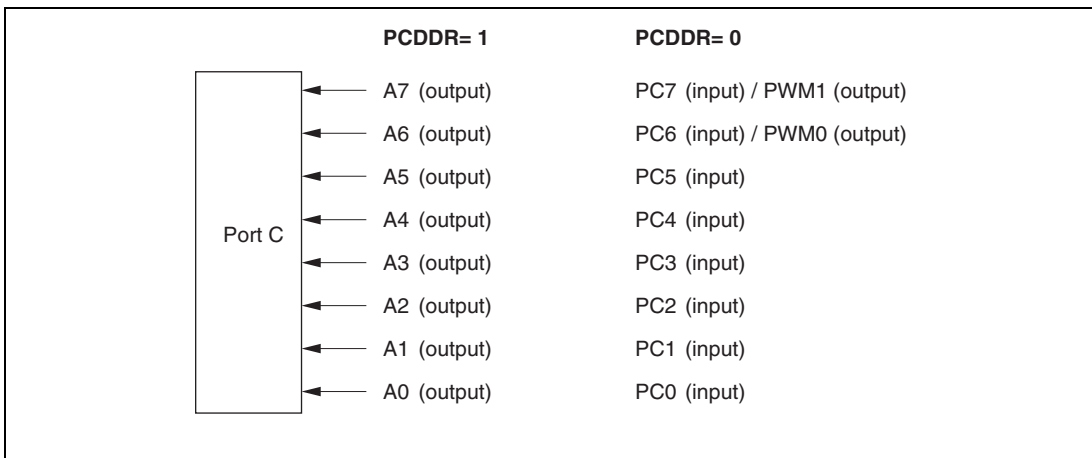 PCDDR= 1 PCDDR= 0
A7 (output) PC7 (input) / PWM1 (output)
A6 (output) PC6 (input) / PWM0 (output)
A5 (output) PC5 (input)
A4 (output) PC4 (input)
Port C
A3 (output) PC3 (input)
A2 (output) PC2 (input)
A1 (output) PC1 (input)
A0 (output) PC0 (input)